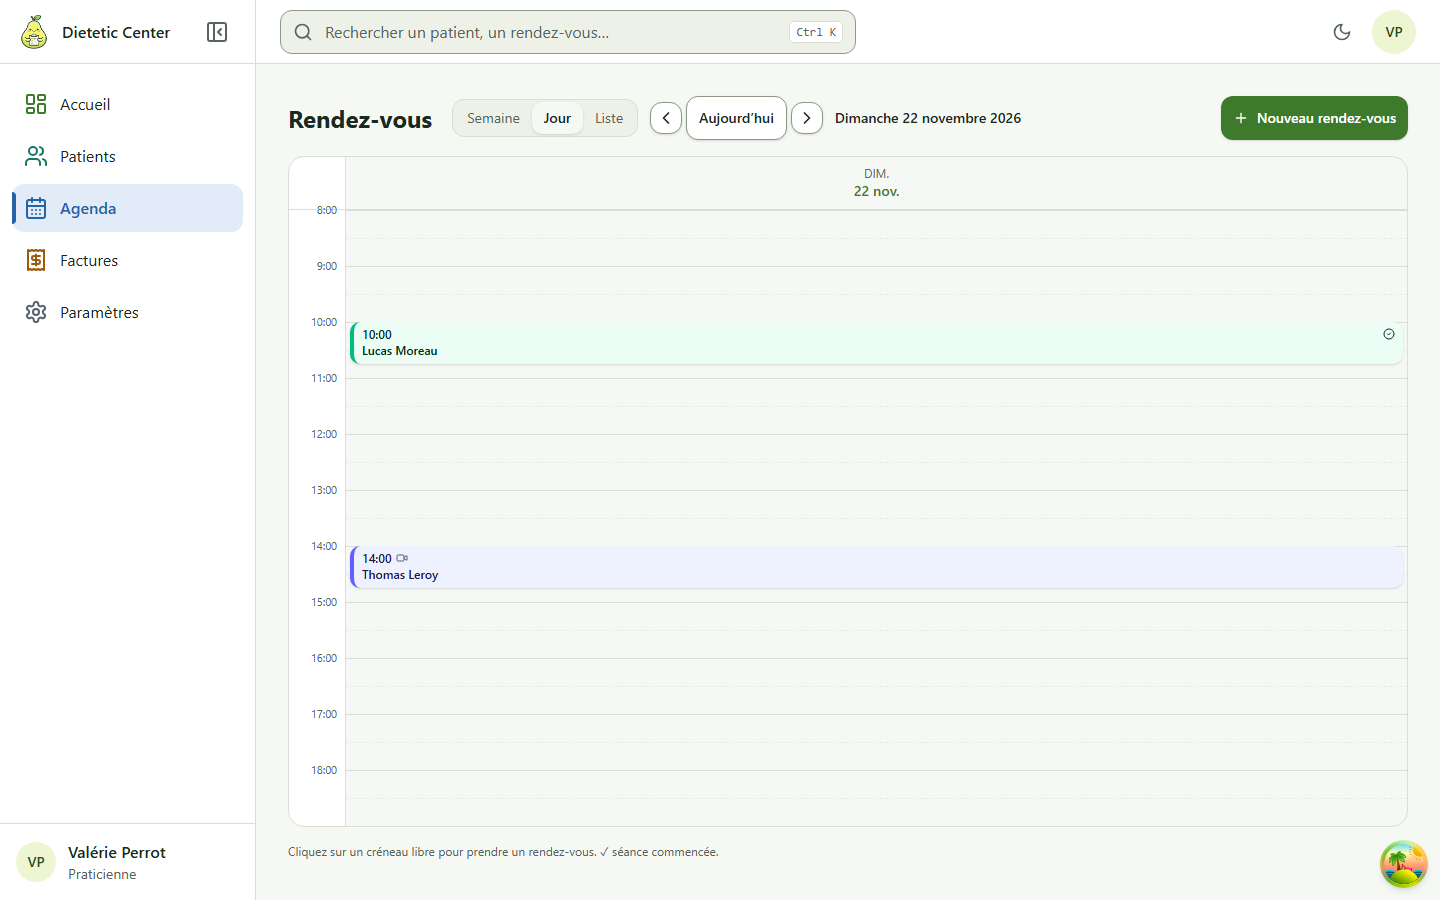 Dietetic Center
Rechercher un patient, un rendez-vous...
Ctrl K
VP
Accueil
Patients
Agenda
Factures
Paramètres
Rendez-vous
Semaine
Jour
Liste
Aujourd'hui
Dimanche 22 novembre 2026
+ Nouveau rendez-vous
DIM.
22 nov.
8:00
9:00
10:00
10:00
Lucas Moreau
11:00
12:00
13:00
14:00
14:00
Thomas Leroy
15:00
16:00
17:00
18:00
Cliquez sur un créneau libre pour prendre un rendez-vous. ✓ séance commencée.
VP
Valérie Perrot
Praticienne